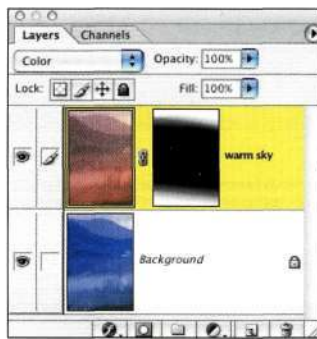 Layers Channels
Color Opacity: 100%
Lock: Fill: 100%
warm sky
Background